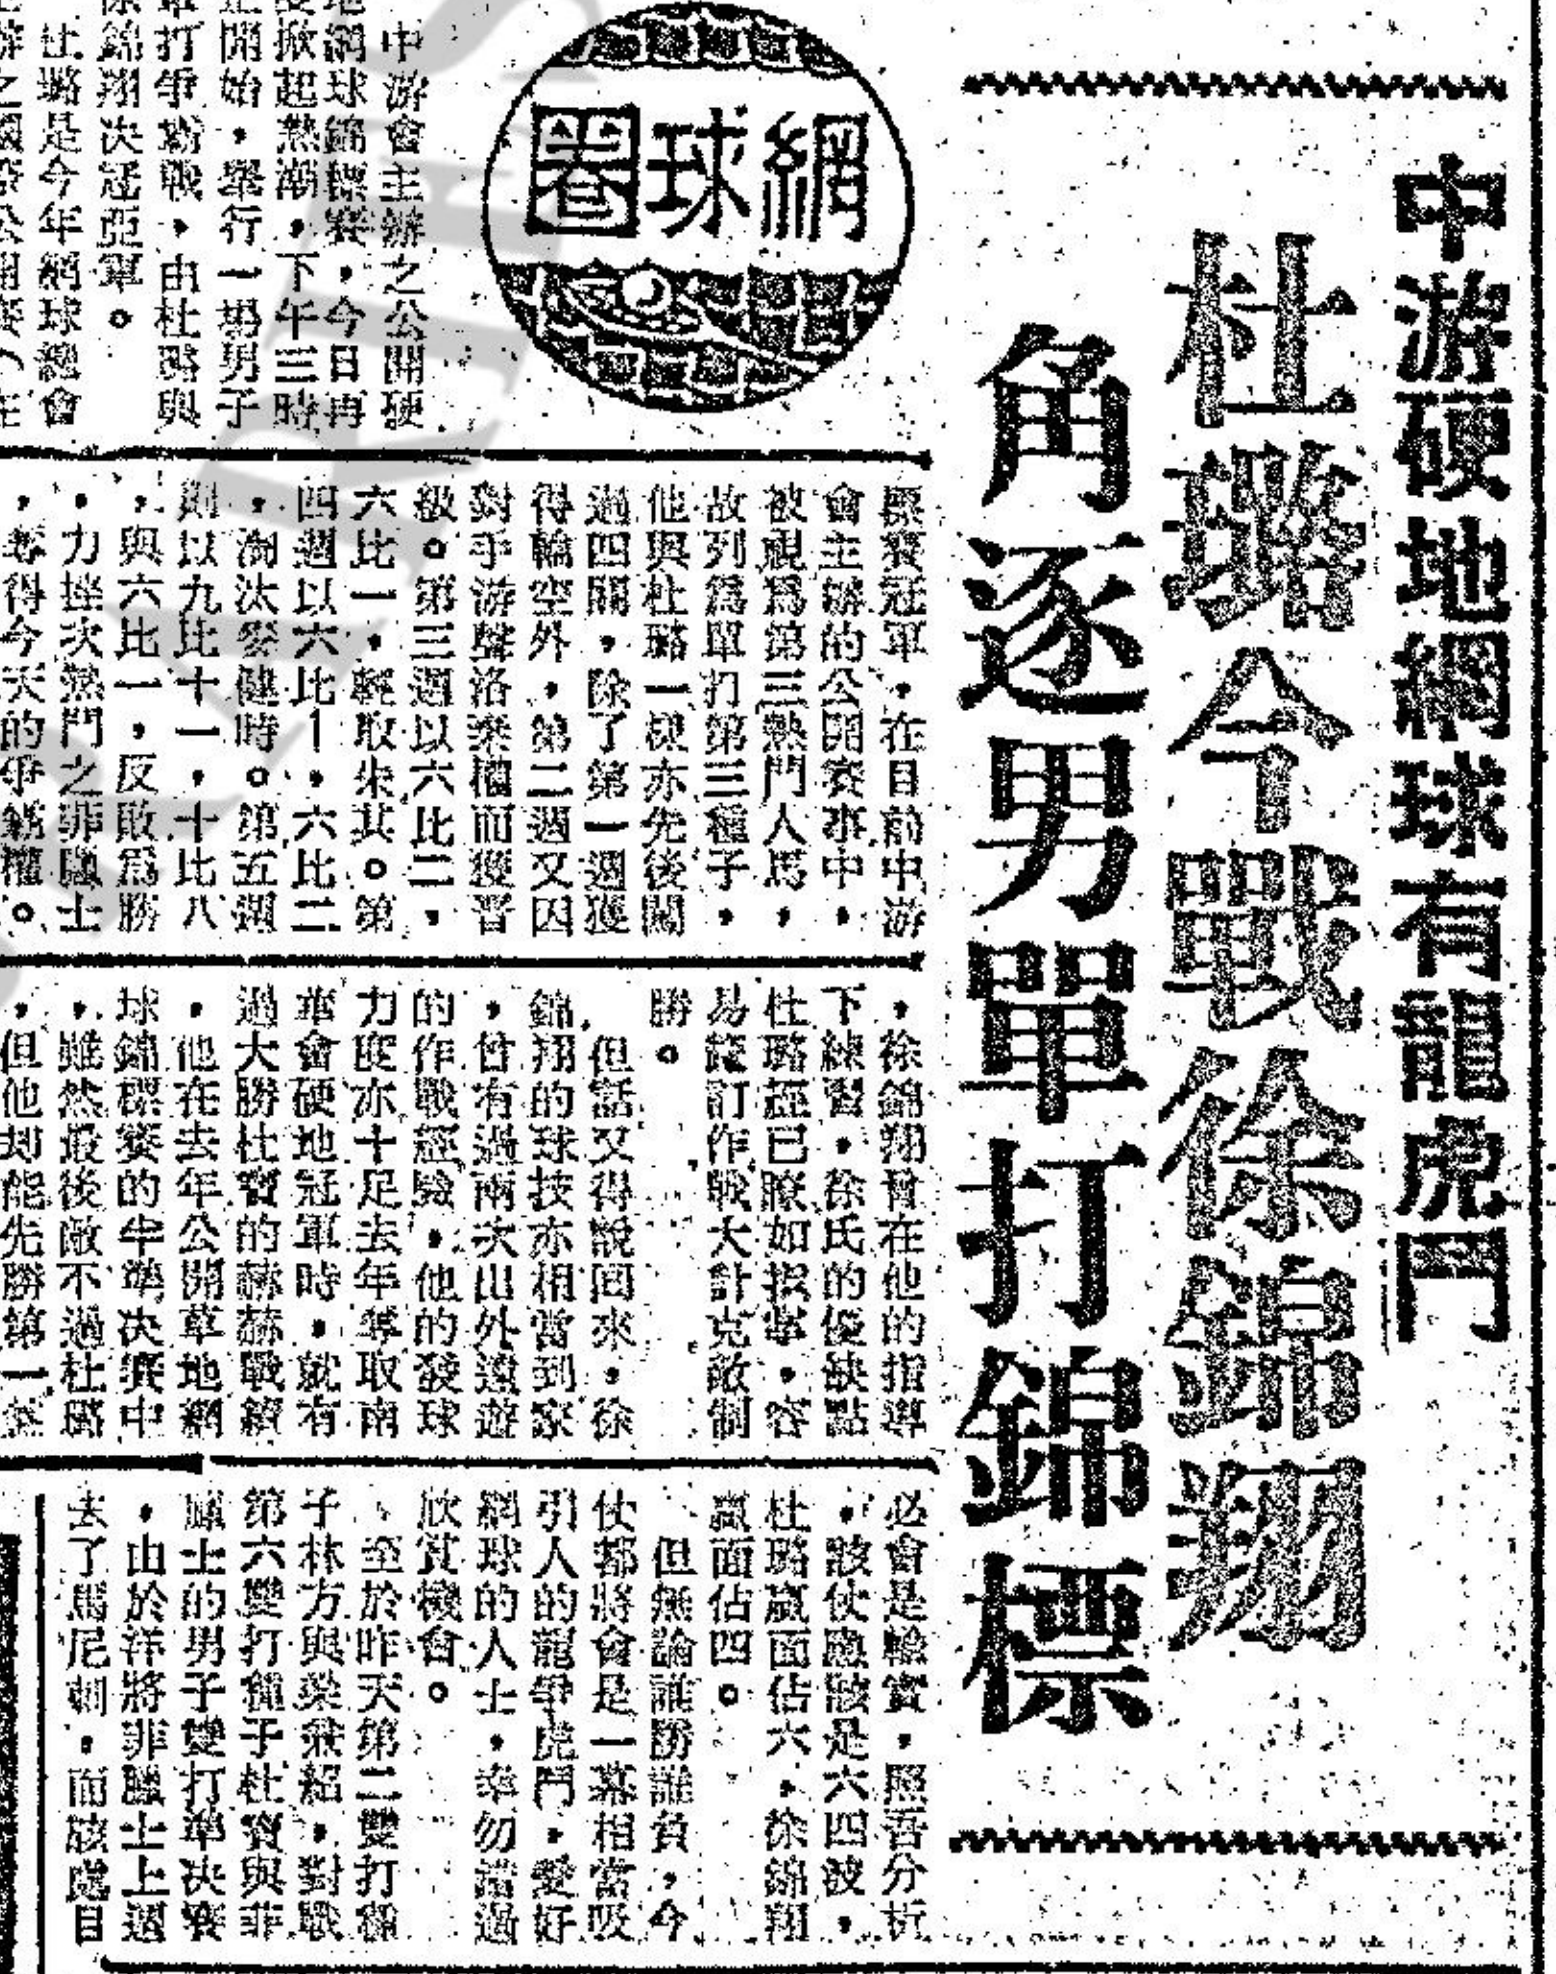 中游硬地網球有龍虎鬥
杜璐今戰徐錦翔
角逐男單打錦標
網球圈
中游會主辦之公開硬
地網球錦標賽，今日再
掀起熱潮，下午三時
正開始，舉行一場男子
單打爭霸戰，由杜璐與
徐錦翔決冠亞軍。
杜璐是今年網球總會
標賽冠軍，在目前中游
會主辦的公開賽事中，
被視爲第三熱門人馬，
故列爲單打第三種子，
他與杜璐一樣亦先後闖
過四關，除了第一週獲
得輪空外，第二週又因
對手游聲洛棄權而獲晋
級。第三週以六比二，
六比一，輕取朱其。第
四週以六比1，六比二
，淘汰麥健時。第五週
則以九比十一，十比八
，與六比一，反敗爲勝
，力挫次熱門之菲臘士
，奪得今天的爭錦權。
，徐錦翔曾在他的指導
下練習，徐氏的優缺點
杜璐經已瞭如指掌，容
易擬訂作戰大計克敵制
勝。
但話又得說回來，徐
錦翔的球技亦相當到家
，曾有過兩次出外遠遊
的作戰經驗，他的發球
力度亦十足去年奪取南
華會硬地冠軍時，就有
過大勝杜寶的赫赫戰績
，他在去年公開草地網
球錦標賽的半準決賽中
，雖然最後敵不過杜璐
，但他却能先勝第一盤
必會是輸實，照吾分析
，該仗應該是六四波，
杜璐贏面佔六，徐錦翔
贏面佔四。
但無論誰勝誰負，今
仗都將會是一幕相當吸
引人的龍爭虎鬥，愛好
網球的人士，幸勿錯過
欣賞機會。
至於昨天第二雙打種
子林方與梁兼紹，對戰
第六雙打種子杜寶與菲
臘士的男子雙打準決賽
，由於洋將菲臘士上週
去了馬尼剌，而該處目